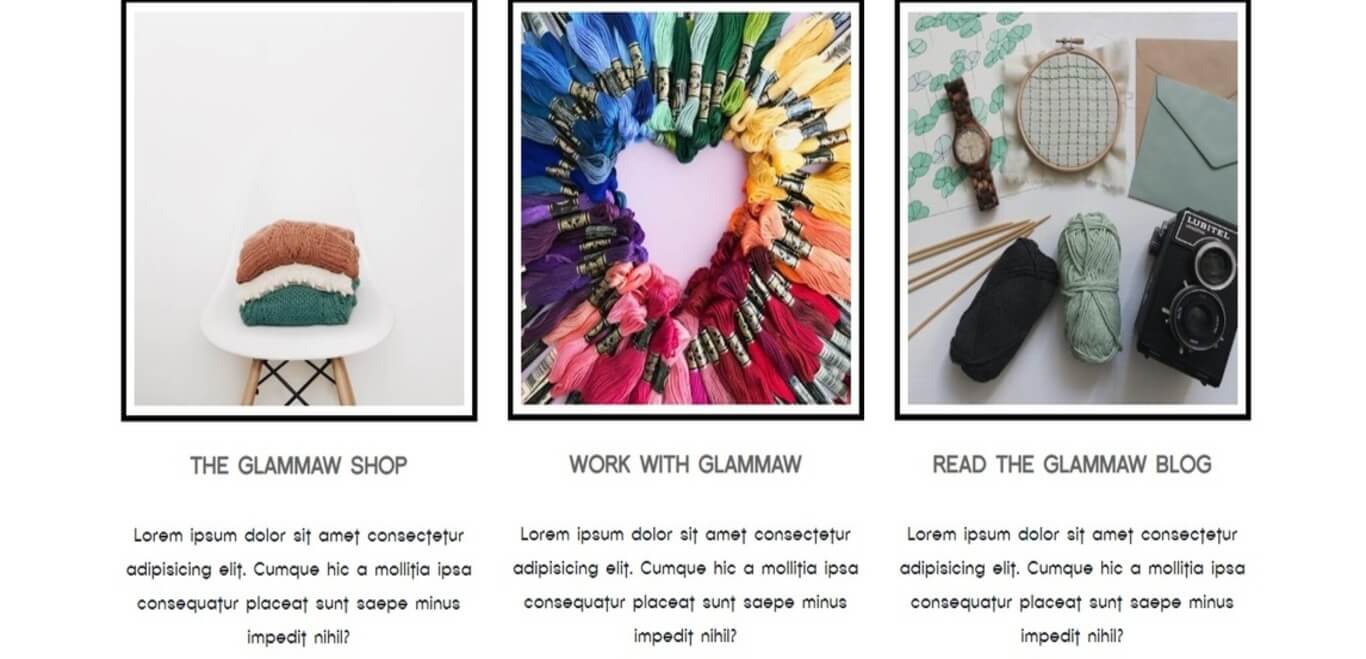 LUBITEL
THE GLAMMAW SHOP
Lorem ipsum dolor sit amet consectetur
adipisicing elit. Cumque hic a mollitia ipsa
consequatur placeat sunt saepe minus
impedit nihil?
WORK WITH GLAMMAW
Lorem ipsum dolor sit amet consectetur
adipisicing elit. Cumque hic a mollitia ipsa
consequatur placeat sunt saepe minus
impedit nihil?
READ THE GLAMMAW BLOG
Lorem ipsum dolor sit amet consectetur
adipisicing elit. Cumque hic a mollitia ipsa
consequatur placeat sunt saepe minus
impedit nihil?